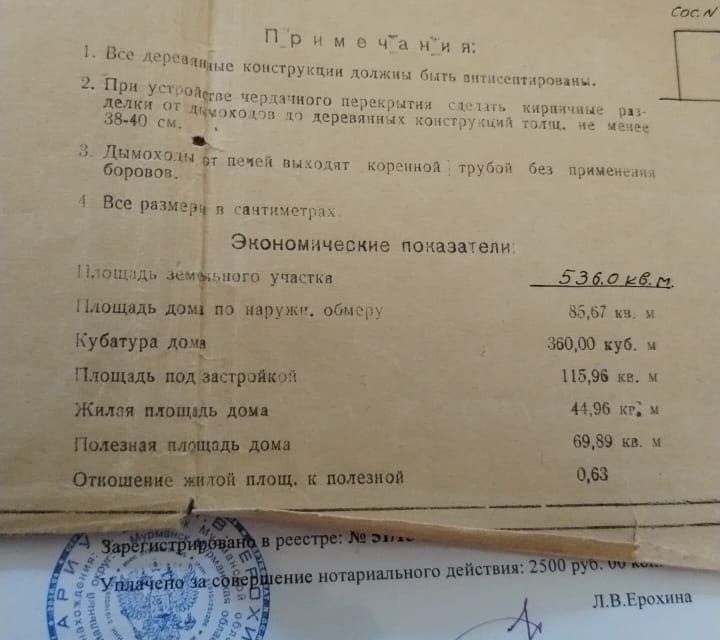 СОС. N
Примечания:
1. Все деревянные конструкции должны быть антисептированы.
2. При устройстве чердачного перекрытия сделать кирпичные раз-
делки от дымоходов до деревянных конструкций толщ. не менее
38-40 см.
3. Дымоходы от печей выходят коренной трубой без применения
боровов.
4 Все размеры в сантиметрах.
Экономические показатели:
Площадь земельного участка 536.0 кв.м.
Площадь дома по наружн. обмеру 85,67 кв. м
Кубатура дома 360,00 куб. м
Площадь под застройкой 115,96 кв. м
Жилая площадь дома 44,96 кв. м
Полезная площадь дома 69,89 кв. м
Отношение жилой площ. к полезной 0,63
Зарегистрировано в реестре: №
Уплачено за совершение нотариального действия: 2500 руб. 00 коп.
Л.В.Ерохина